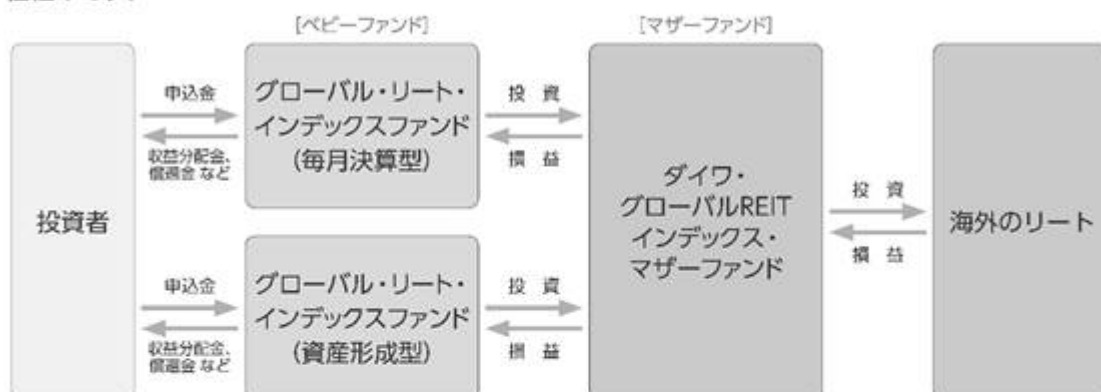 [ベビーファンド]
[マザーファンド]
投資者
申込金
収益分配金、
償還金 など
グローバル・リート・
インデックスファンド
(毎月決算型)
投 資
損 益
申込金
収益分配金、
償還金 など
グローバル・リート・
インデックスファンド
(資産形成型)
投 資
損 益
ダイワ・
グローバルREIT
インデックス・
マザーファンド
投 資
損 益
海外のリート